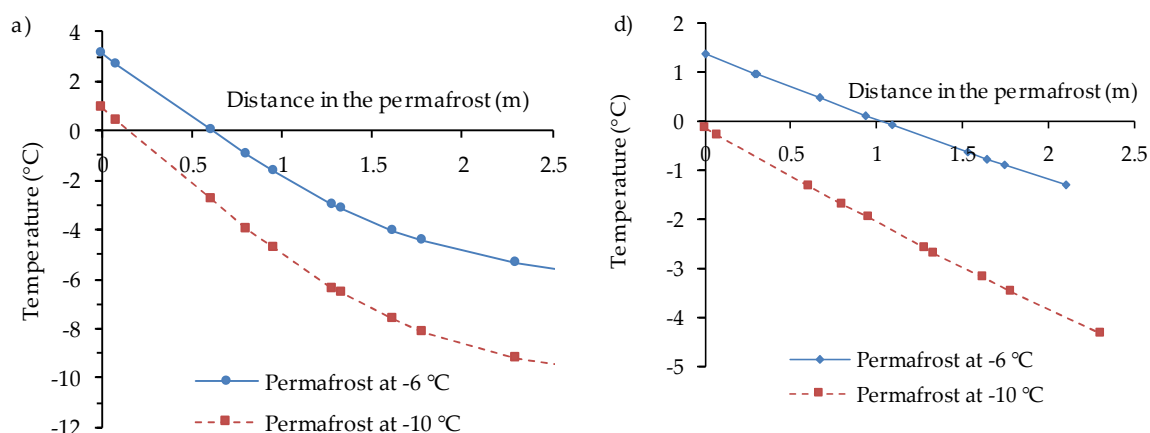 a)
4
2
0
-2
-4
-6
-8
-10
-12
0
0.5
1
1.5
2
2.5
Temperature (°C)
Distance in the permafrost (m)
Permafrost at -6 °C
Permafrost at -10 °C
d)
2
1
0
-1
-2
-3
-4
-5
0
0.5
1
1.5
2
2.5
Temperature (°C)
Distance in the permafrost (m)
Permafrost at -6 °C
Permafrost at -10 °C